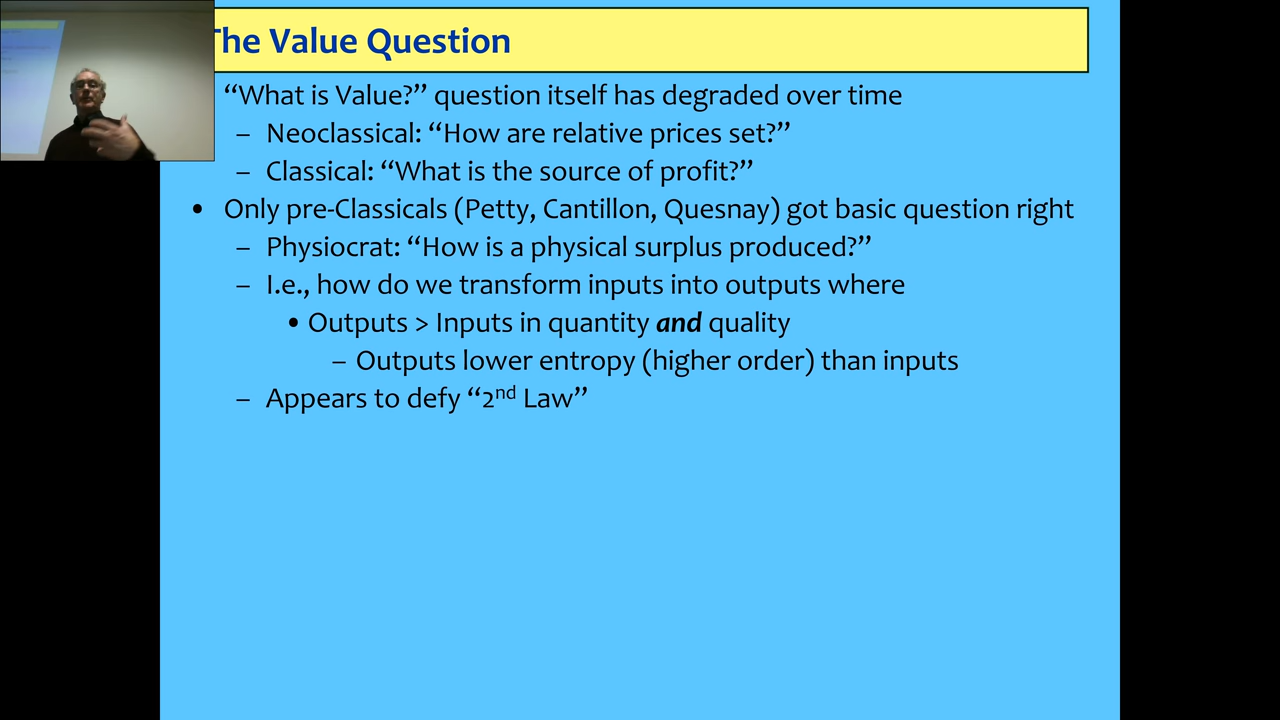 The Value Question
“What is Value?” question itself has degraded over time
– Neoclassical: “How are relative prices set?”
– Classical: “What is the source of profit?”
• Only pre-Classicals (Petty, Cantillon, Quesnay) got basic question right
– Physiocrat: “How is a physical surplus produced?”
– I.e., how do we transform inputs into outputs where
• Outputs > Inputs in quantity and quality
– Outputs lower entropy (higher order) than inputs
– Appears to defy “2nd Law”